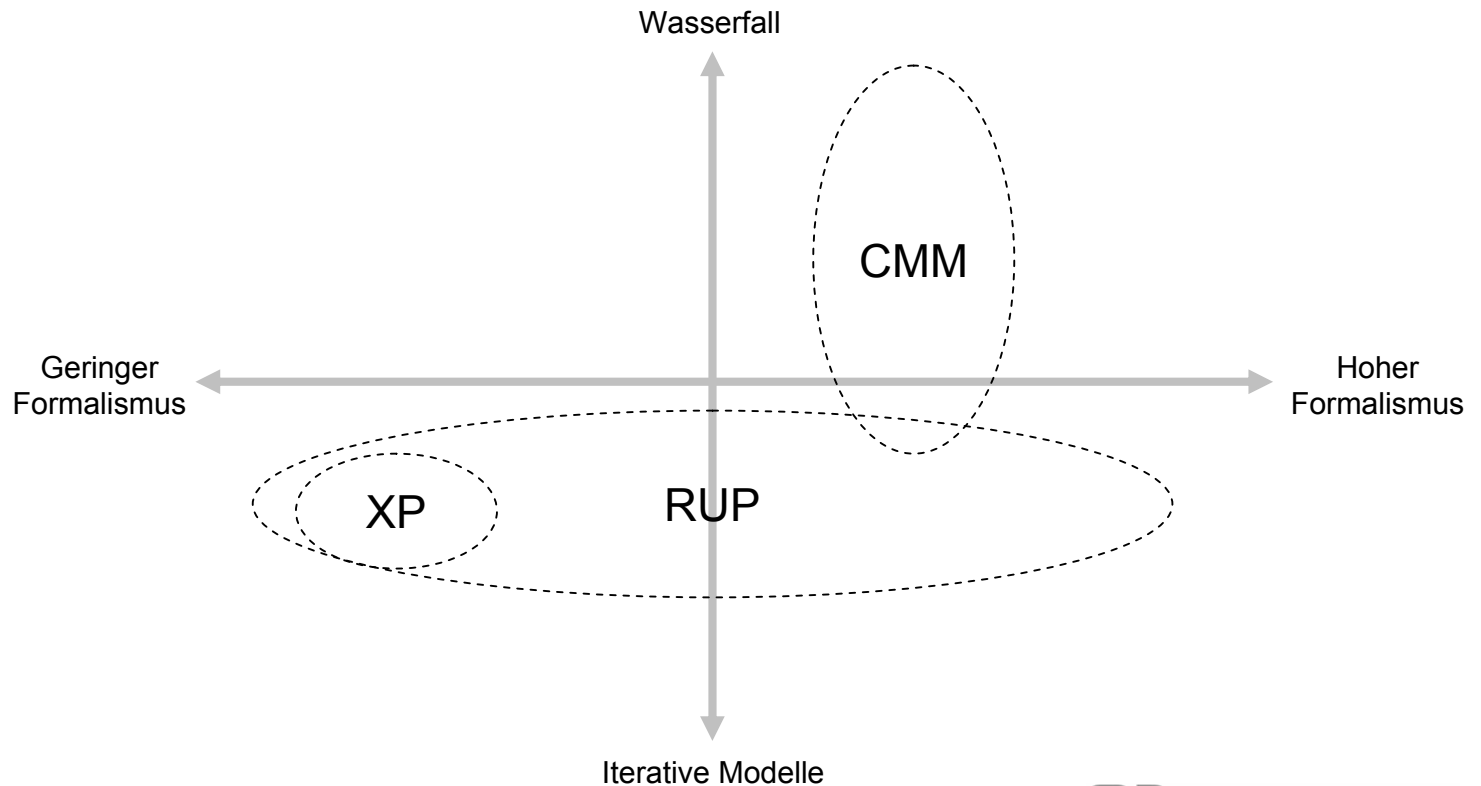 Wasserfall
CMM
Geringer
Formalismus
Hoher
Formalismus
XP
RUP
Iterative Modelle